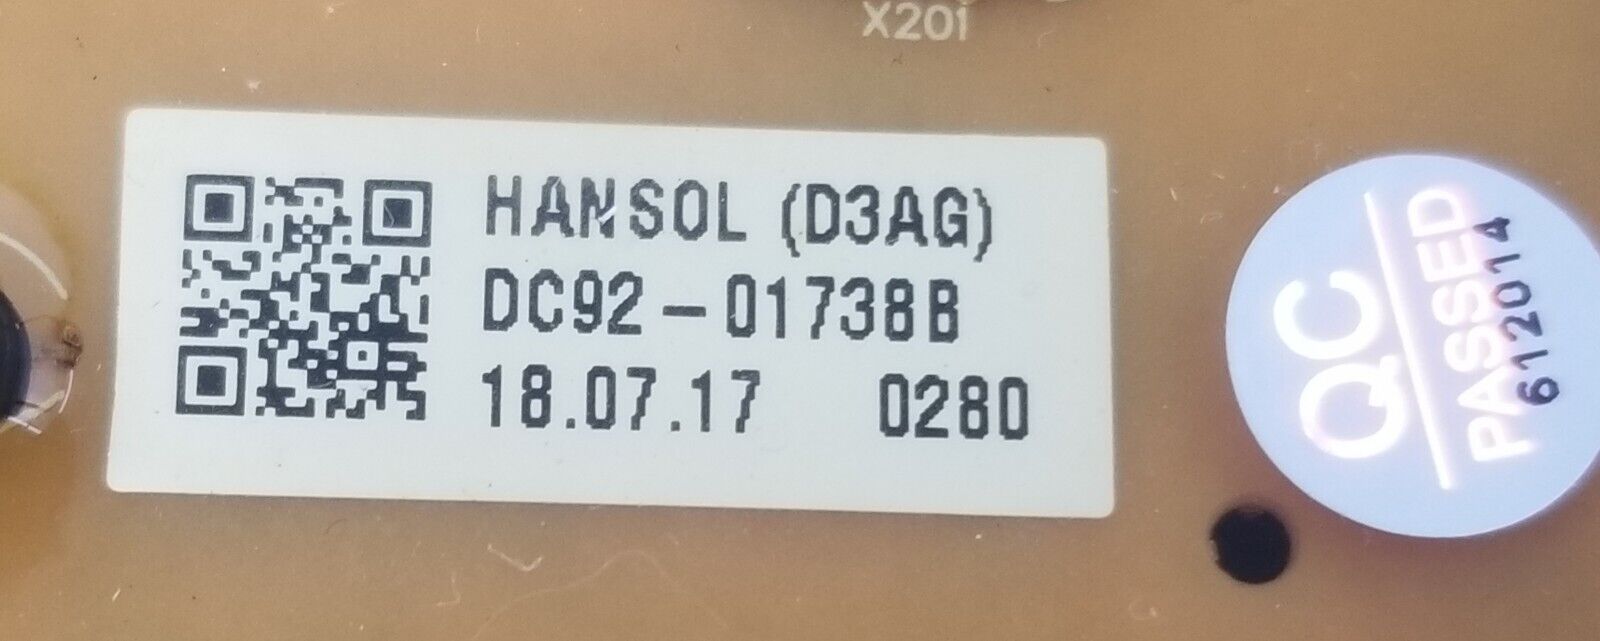 X201
HANSOL (D3AG)
DC92-01738B
18.07.17 0280
QC
PASSED
612014